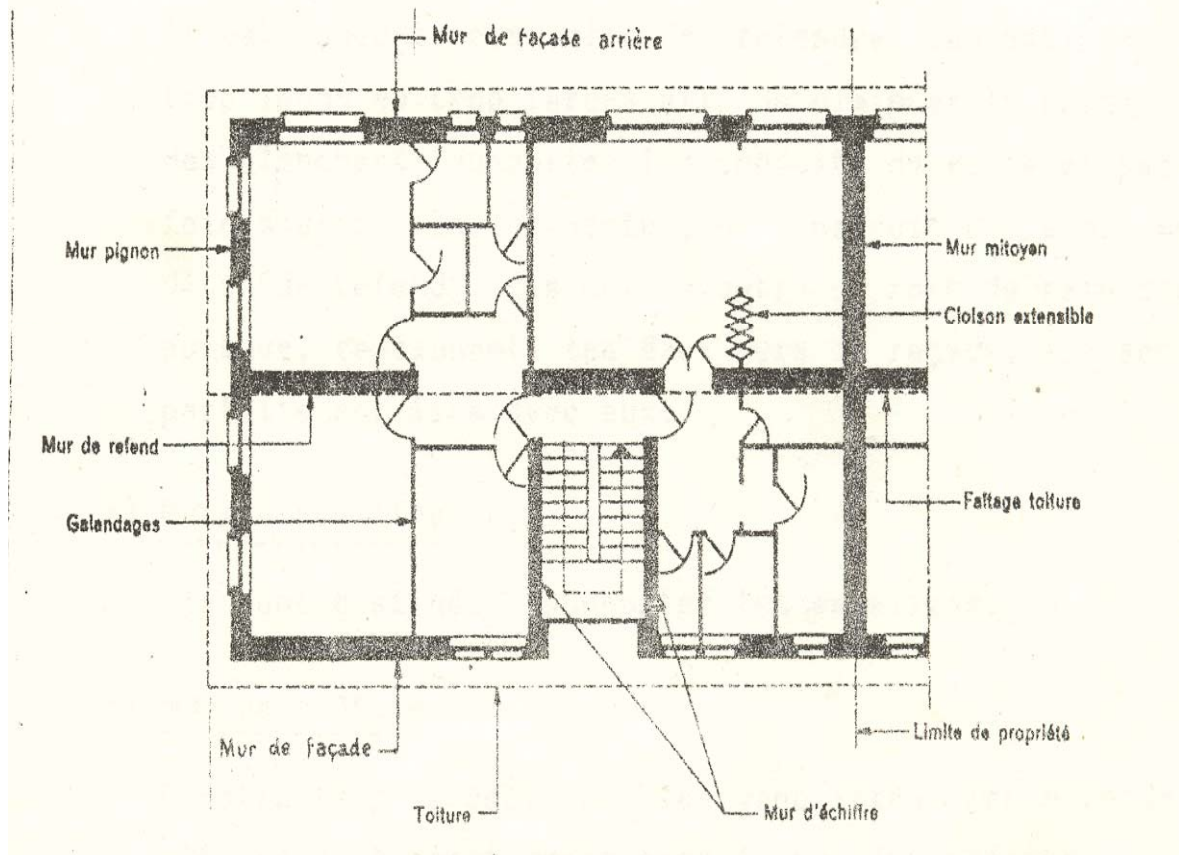 Mur de façade arrière
Mur pignon
Mur mitoyen
Cloison extensible
Mur de refend
Galandages
Faîtage toiture
Mur de façade
Limite de propriété
Toiture
Mur d'échiffre